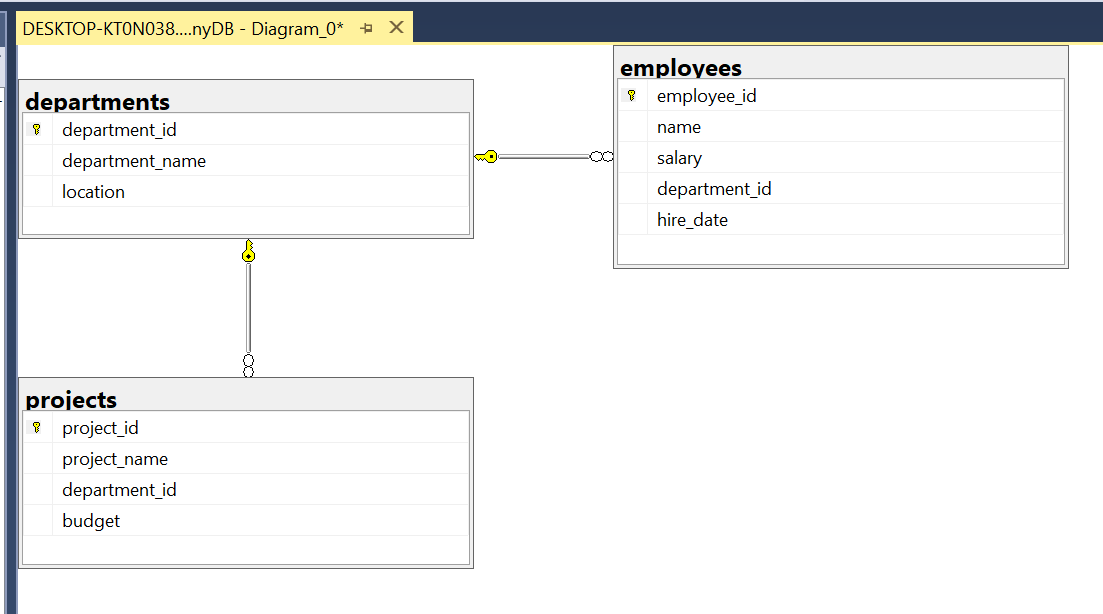 DESKTOP-KT0N038....nyDB - Diagram_0*
departments
department_id
department_name
location
employees
employee_id
name
salary
department_id
hire_date
projects
project_id
project_name
department_id
budget